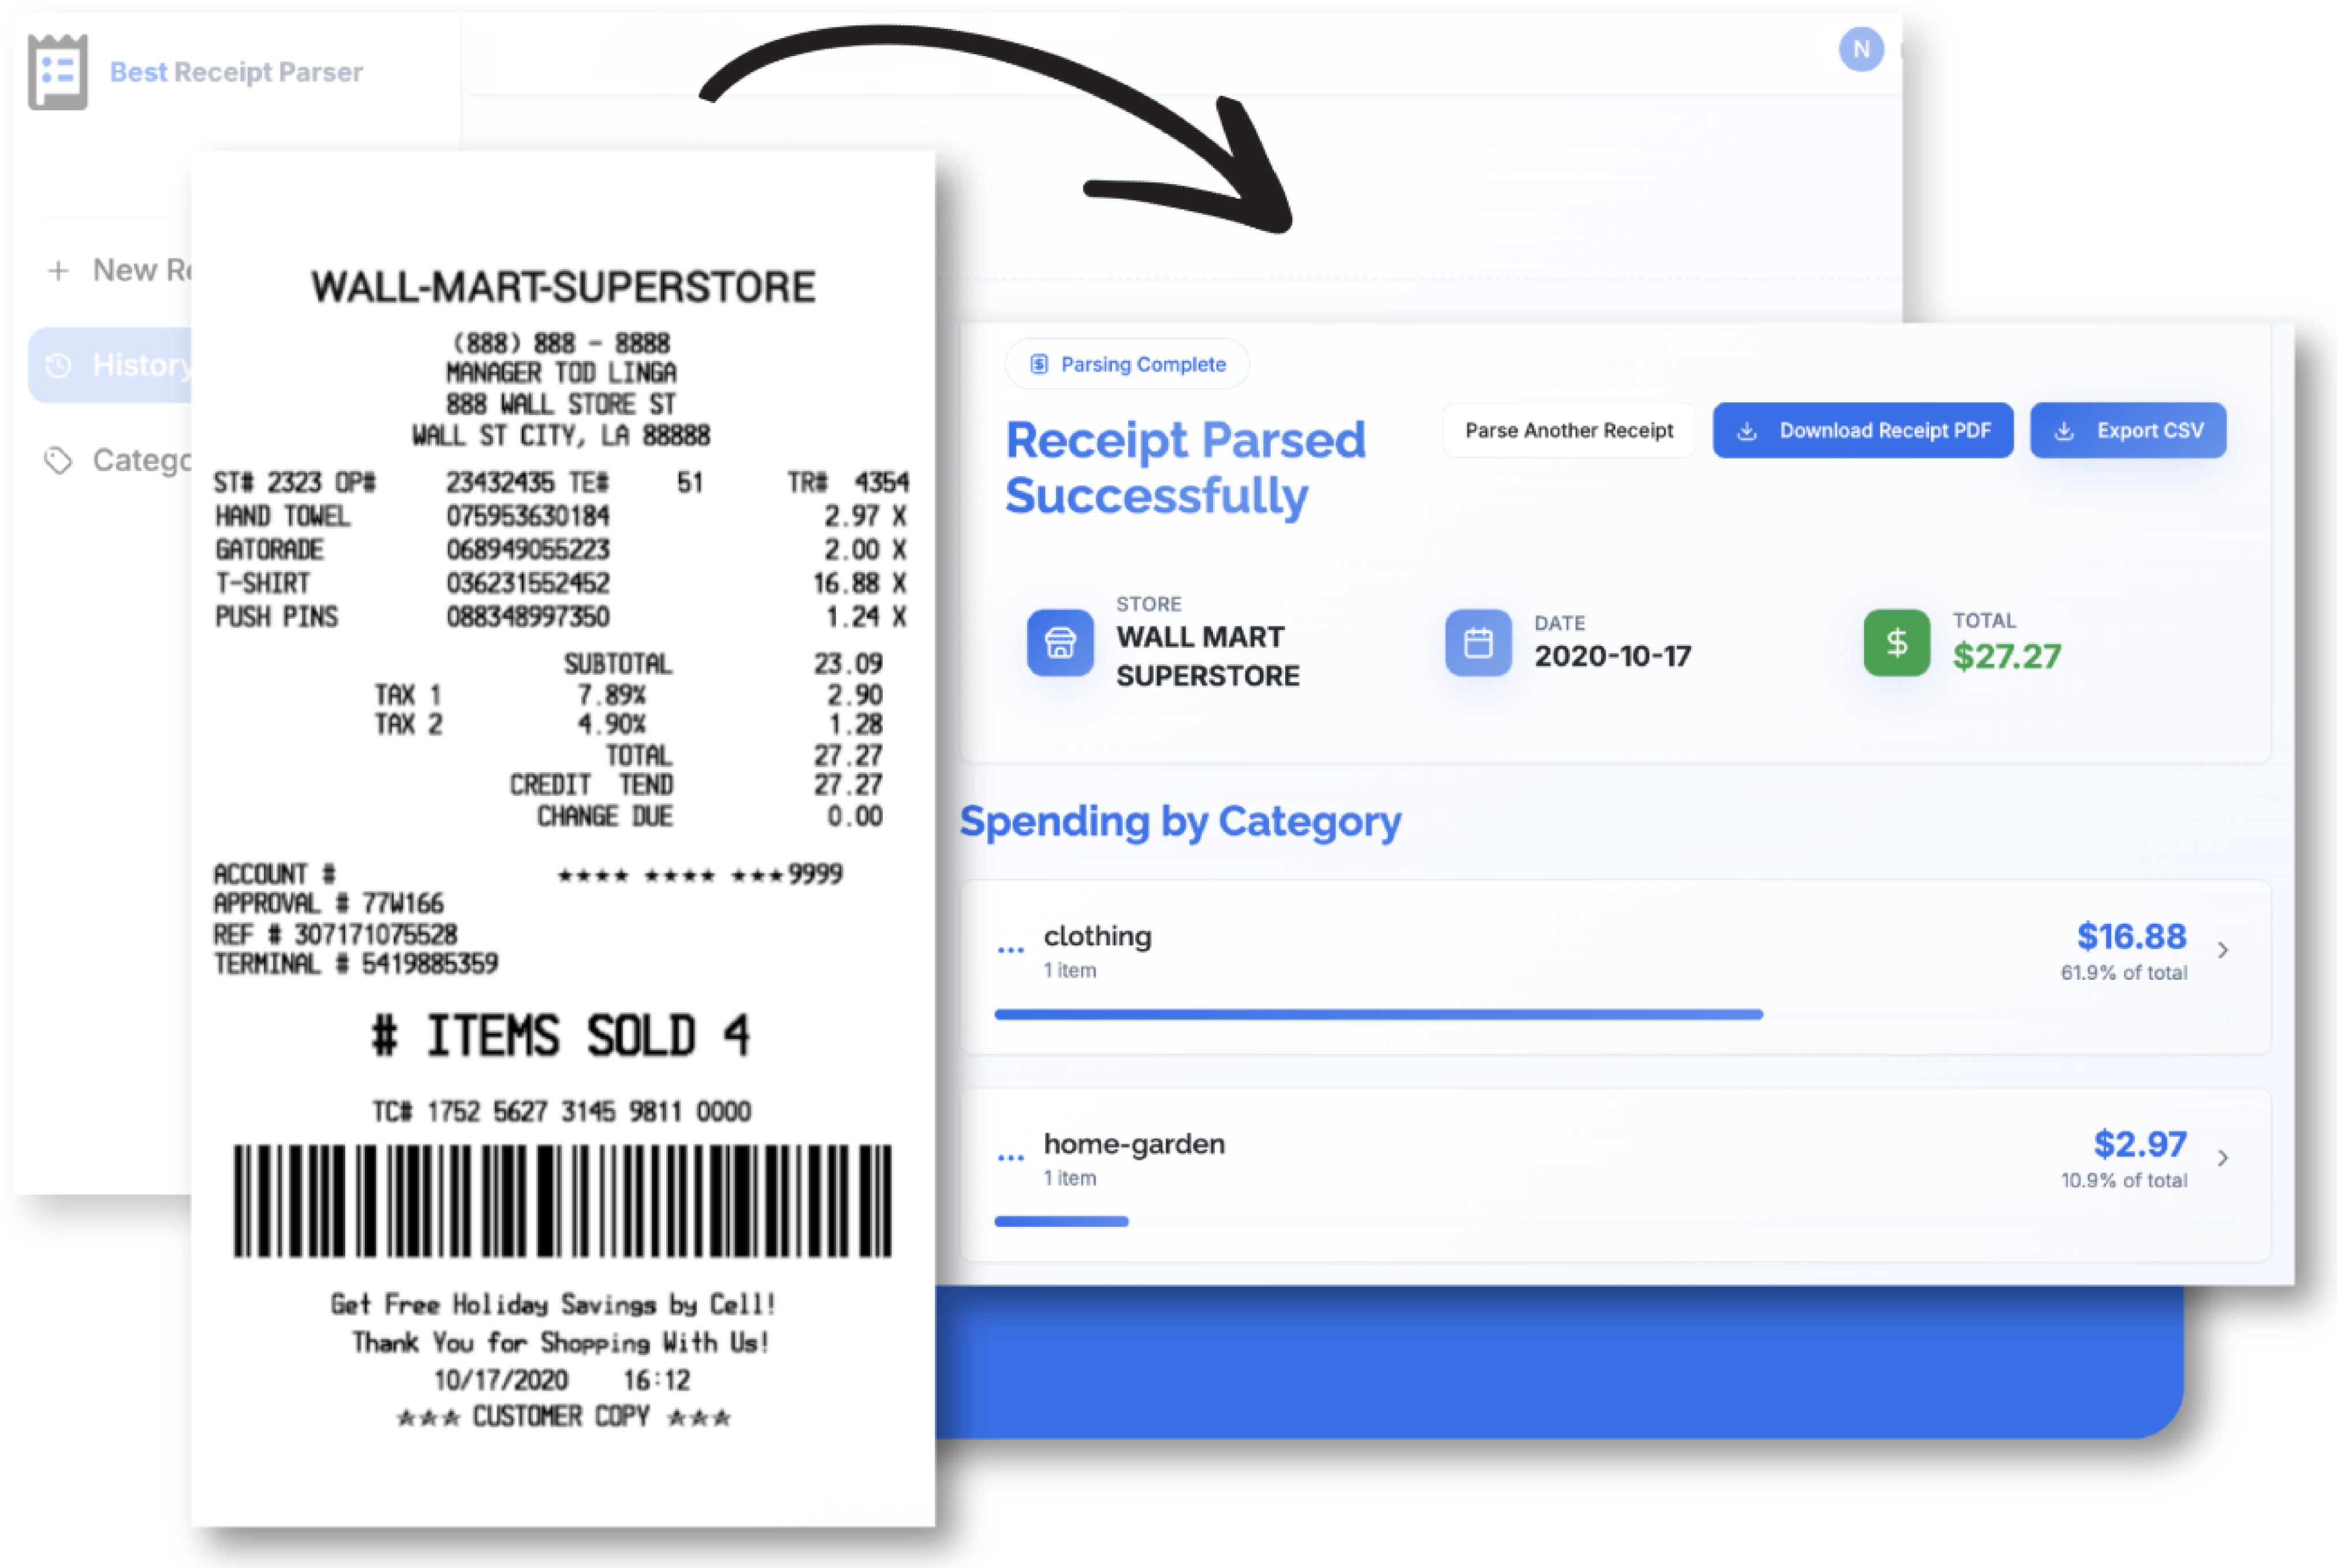 Best Receipt Parser
N
New
History
WALL-MART-SUPERSTORE
(888) 888 - 8888
MANAGER TOD LINGA
888 WALL STORE ST
WALL ST CITY, LA 88888
ST# 2323 OP# 23432435 TE# 51 TR# 4354
HAND TOWEL 075953630184 2.97 X
GATORADE 068949055223 2.00 X
T-SHIRT 036231552452 16.88 X
PUSH PINS 088348997350 1.24 X
SUBTOTAL 23.09
TAX 1 7.89% 2.90
TAX 2 4.90% 1.28
TOTAL 27.27
CREDIT TEND 27.27
CHANGE DUE 0.00
ACCOUNT # **** **** ***9999
APPROVAL # 77W166
REF # 307171075528
TERMINAL # 5419885359
# ITEMS SOLD 4
TC# 1752 5627 3145 9811 0000
Get Free Holiday Savings by Cell!
Thank You for Shopping With Us!
10/17/2020 16:12
*** CUSTOMER COPY ***
Parsing Complete
Receipt Parsed
Successfully
Parse Another Receipt
Download Receipt PDF
Export CSV
STORE
WALL MART
SUPERSTORE
DATE
2020-10-17
TOTAL
$27.27
Spending by Category
clothing
1 item
$16.88
61.9% of total
home-garden
1 item
$2.97
10.9% of total